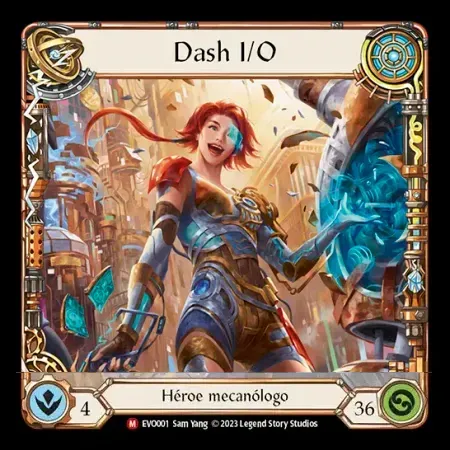 Dash I/O
Héroe mecanólogo
4
36
M EVO001 Sam Yang © 2023 Legend Story Studios